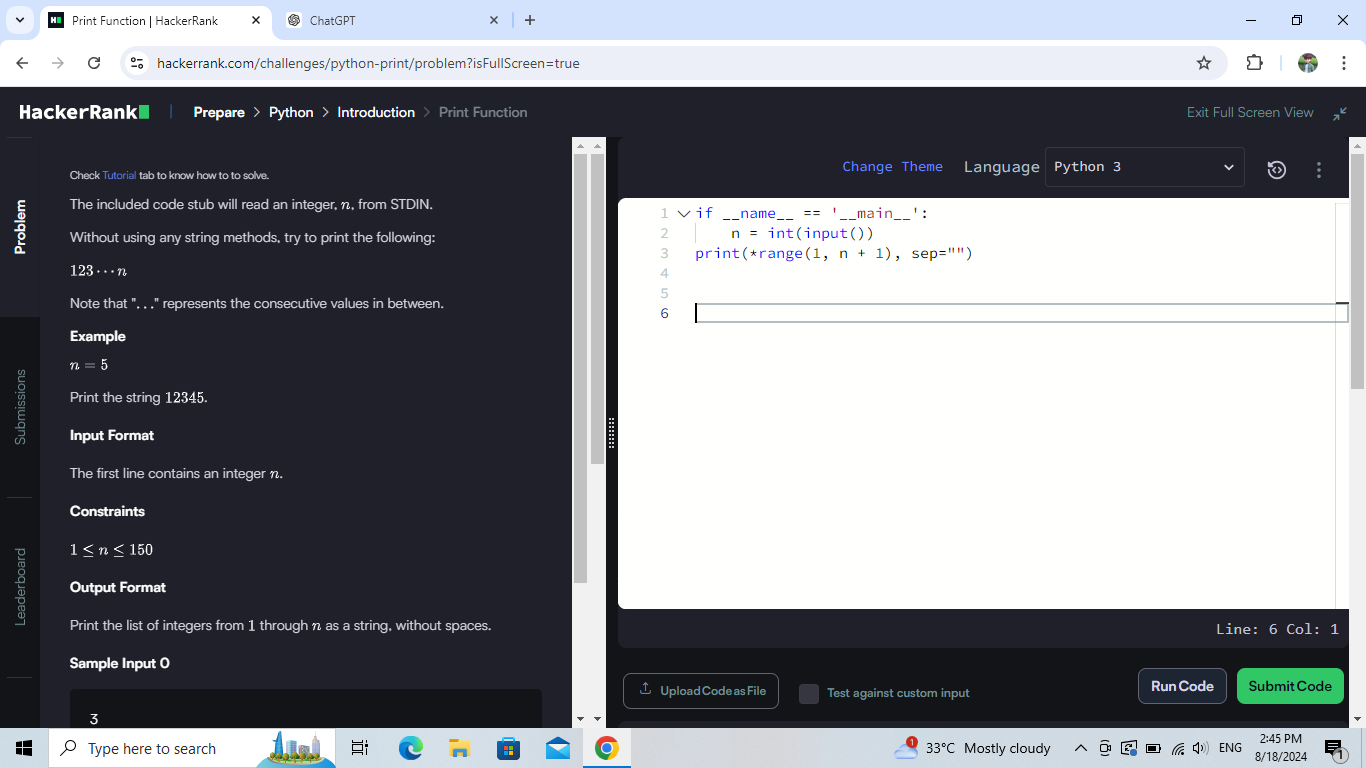 Print Function | HackerRank
ChatGPT
hackerrank.com/challenges/python-print/problem?isFullScreen=true
HackerRank
Prepare > Python > Introduction > Print Function
Exit Full Screen View
Problem
Submissions
Leaderboard
Check Tutorial tab to know how to to solve.
The included code stub will read an integer, n, from STDIN.
Without using any string methods, try to print the following:
123⋯n
Note that "..." represents the consecutive values in between.
Example
n = 5
Print the string 12345.
Input Format
The first line contains an integer n.
Constraints
1 ≤ n ≤ 150
Output Format
Print the list of integers from 1 through n as a string, without spaces.
Sample Input 0
3
Change Theme Language Python 3
1 if __name__ == '__main__':
2 n = int(input())
3 print(*range(1, n + 1), sep="")
4
5
6
Line: 6 Col: 1
Upload Code as File
Test against custom input
Run Code
Submit Code
Type here to search
1
33°C Mostly cloudy
ENG
2:45 PM
8/18/2024
1